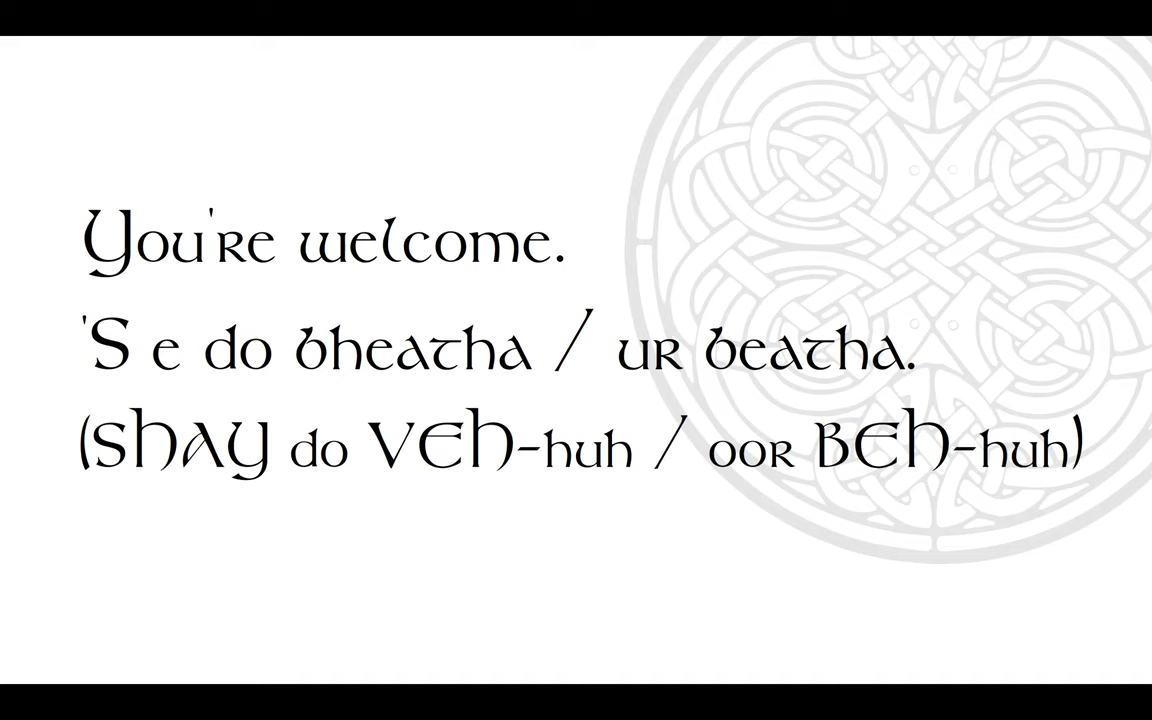 You're welcome.
'S e do bheatha / ur beatha.
(SHAY do VEH-huh / oor BEH-huh)